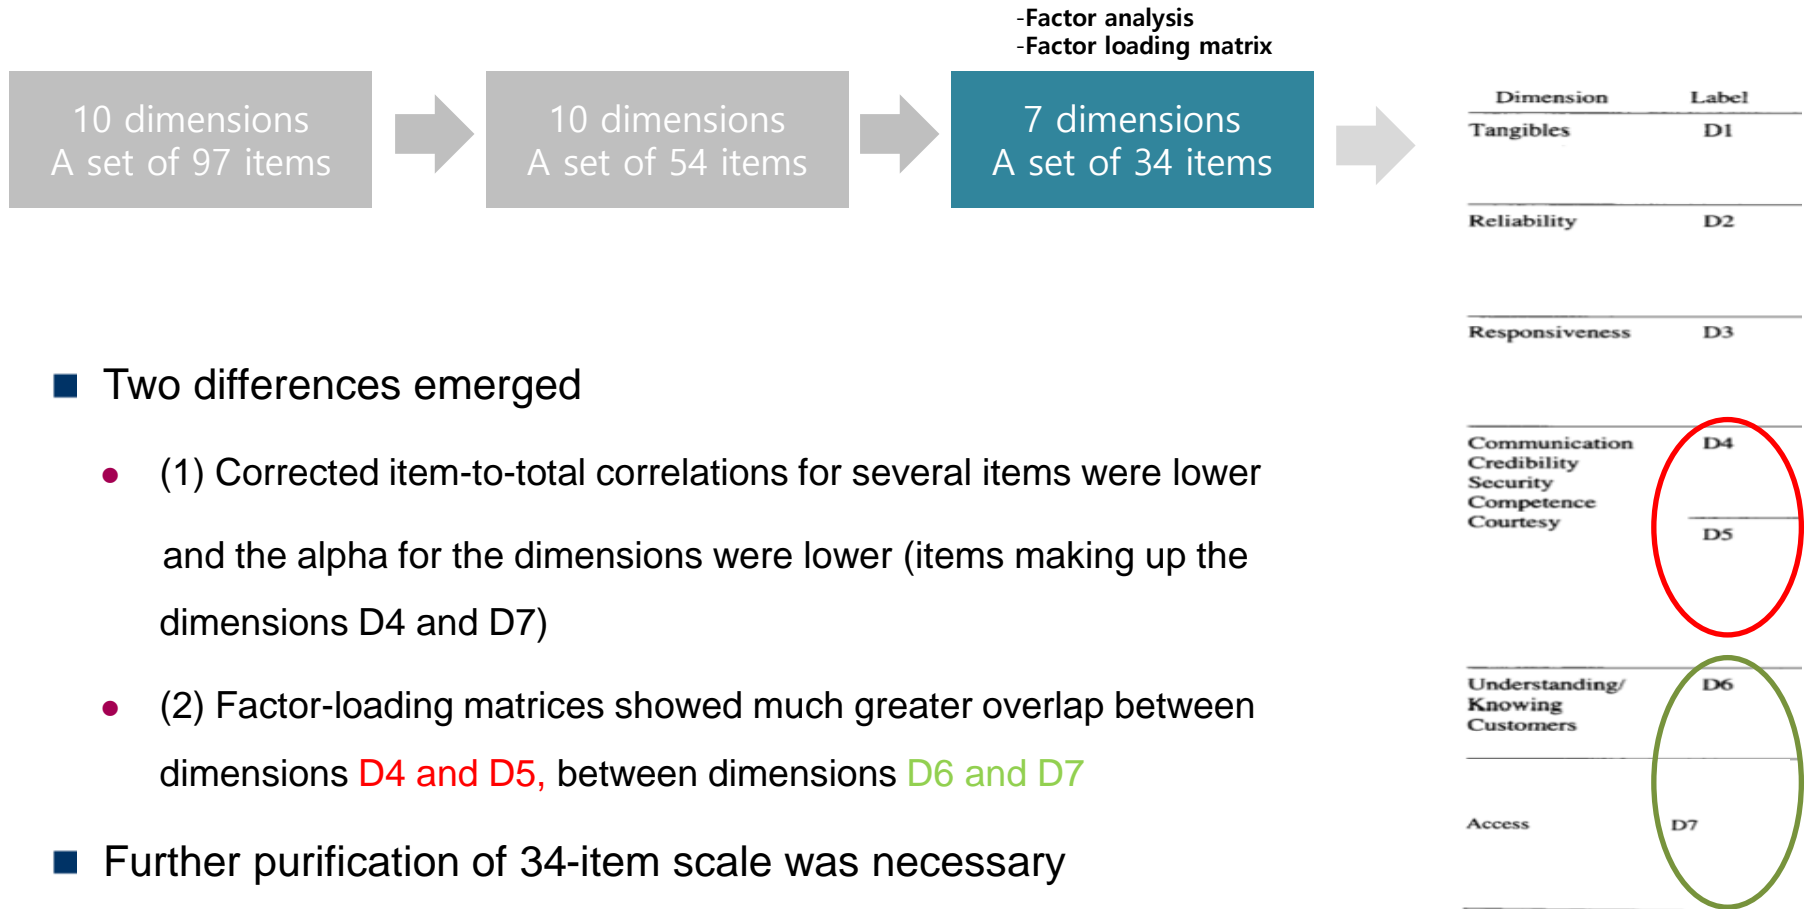 -Factor analysis
-Factor loading matrix
10 dimensions
A set of 97 items
10 dimensions
A set of 54 items
7 dimensions
A set of 34 items
Dimension Label
Tangibles D1
Reliability D2
Responsiveness D3
Communication D4
Credibility
Security
Competence
Courtesy D5
Understanding/ D6
Knowing
Customers
Access D7
Two differences emerged
(1) Corrected item-to-total correlations for several items were lower
and the alpha for the dimensions were lower (items making up the
dimensions D4 and D7)
(2) Factor-loading matrices showed much greater overlap between
dimensions D4 and D5, between dimensions D6 and D7
Further purification of 34-item scale was necessary